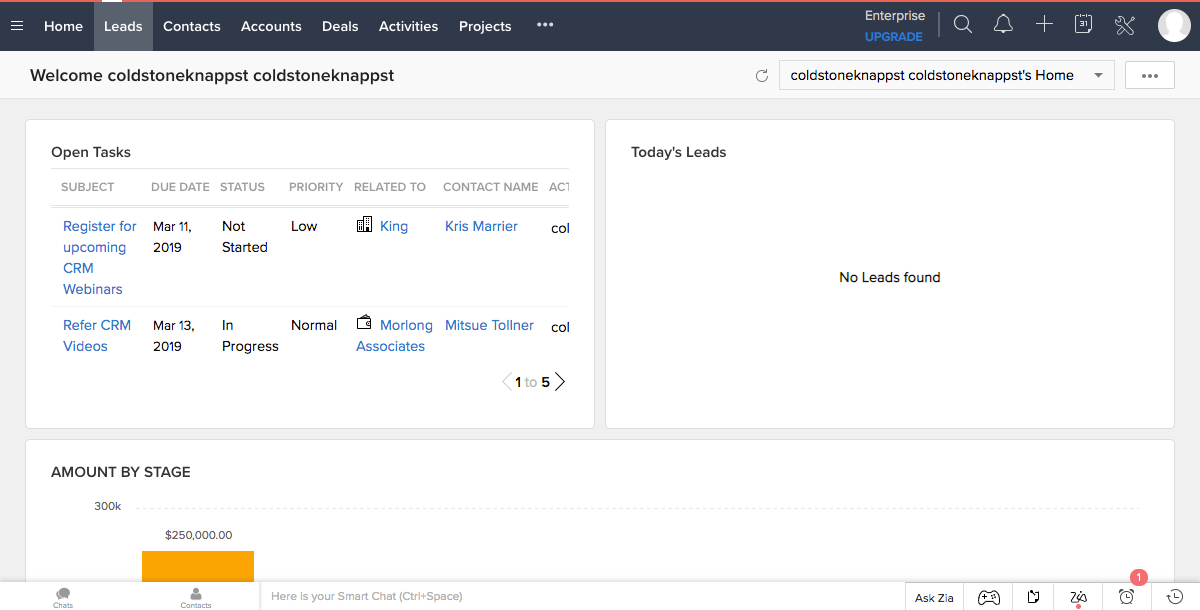 Home Leads Contacts Accounts Deals Activities Projects ••• Enterprise
UPGRADE
31
Welcome coldstoneknappst coldstoneknappst
coldstoneknappst coldstoneknappst's Home
Open Tasks
SUBJECT DUE DATE STATUS PRIORITY RELATED TO CONTACT NAME ACT
Register for Mar 11, Not Low King Kris Marrier col
upcoming 2019 Started
CRM
Webinars
Refer CRM Mar 13, In Normal Morlong Mitsue Tollner col
Videos 2019 Progress Associates
1 to 5
Today's Leads
No Leads found
AMOUNT BY STAGE
300k
$250,000.00
Chats
Contacts
Here is your Smart Chat (Ctrl+Space)
Ask Zia
1